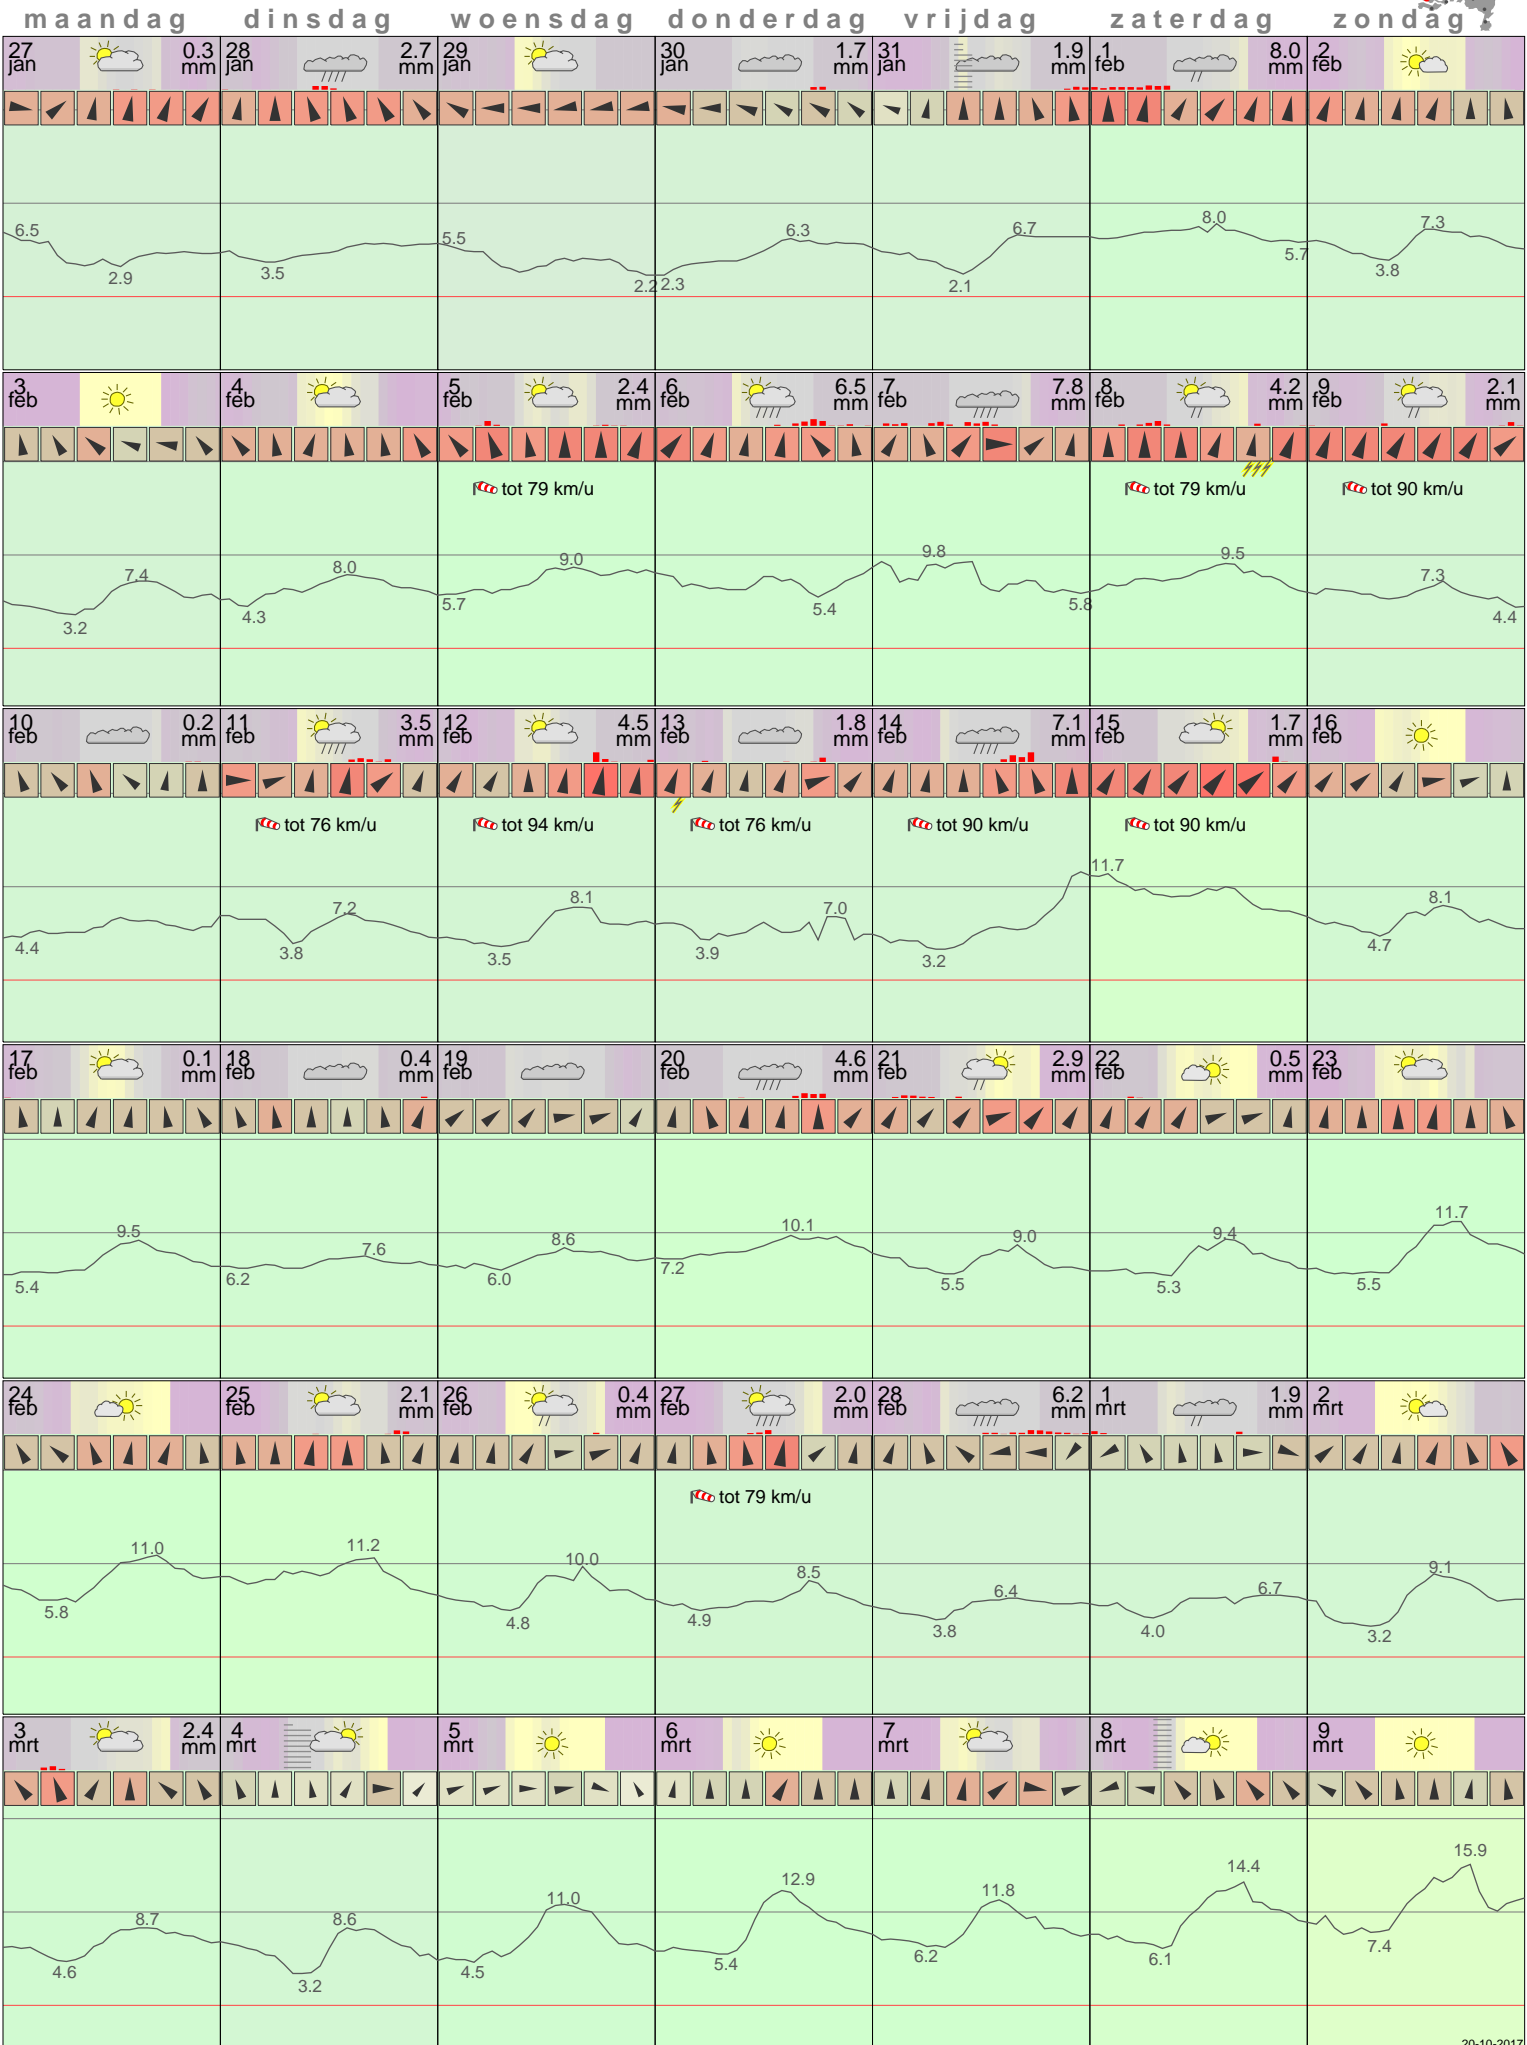 maandag dinsdag woensdag donderdag vrijdag zaterdag zondag
27 jan 0.3 mm 28 jan 2.7 mm 29 jan 30 jan 1.7 mm 31 jan 1.9 mm 1 feb 8.0 mm 2 feb
6.5 2.9 3.5 5.5 2.2 2.3 6.3 2.1 6.7 8.0 5.7 3.8 7.3
3 feb 4 feb 5 feb 2.4 mm 6 feb 6.5 mm 7 feb 7.8 mm 8 feb 4.2 mm 9 feb 2.1 mm
tot 79 km/u tot 79 km/u tot 90 km/u
3.2 7.4 4.3 8.0 5.7 9.0 5.4 9.8 5.8 9.5 7.3 4.4
10 feb 0.2 mm 11 feb 3.5 mm 12 feb 4.5 mm 13 feb 1.8 mm 14 feb 7.1 mm 15 feb 1.7 mm 16 feb
tot 76 km/u tot 94 km/u tot 76 km/u tot 90 km/u tot 90 km/u
4.4 3.8 7.2 3.5 8.1 3.9 7.0 3.2 11.7 4.7 8.1
17 feb 0.1 mm 18 feb 0.4 mm 19 feb 20 feb 4.6 mm 21 feb 2.9 mm 22 feb 0.5 mm 23 feb
5.4 9.5 6.2 7.6 6.0 8.6 7.2 10.1 5.5 9.0 5.3 9.4 5.5 11.7
24 feb 25 feb 2.1 mm 26 feb 0.4 mm 27 feb 2.0 mm 28 feb 6.2 mm 1 mrt 1.9 mm 2 mrt
tot 79 km/u
5.8 11.0 11.2 4.8 10.0 4.9 8.5 3.8 6.4 4.0 6.7 3.2 9.1
3 mrt 2.4 mm 4 mrt 5 mrt 6 mrt 7 mrt 8 mrt 9 mrt
4.6 8.7 3.2 8.6 4.5 11.0 5.4 12.9 6.2 11.8 6.1 14.4 7.4 15.9
20-10-2017